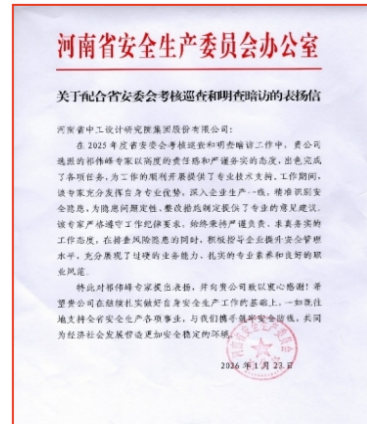 河南省安全生产委员会办公室
关于配合省安委会考核巡查和明查暗访的表扬信
河南省中工设计研究院集团股份有限公司：
在2025年度省安委会考核巡查和明查暗访工作中，贵公司
选派的祁伟峰专家以高度的责任感和严谨务实的态度，出色完成
了各项任务，为工作的顺利开展提供了专业技术支持。工作期间，
该专家充分发挥自身专业优势，深入企业生产一线，精准识别安
全隐患，为隐患问题定性、整改措施制定提供了专业的意见建议。
该专家严格遵守工作纪律要求，始终秉持严谨负责、求真务实的
工作态度，在排查风险隐患的同时，积极指导企业提升安全管理
水平，充分展现了过硬的业务能力、扎实的专业素养和良好的职
业风范。
特此对祁伟峰专家提出表扬，并向贵公司致以衷心感谢！希
望贵公司在继续扎实做好自身安全生产工作的基础上，一如既往
地支持全省安全生产各项事业，与我们携手筑牢安全防线，共同
为经济社会发展营造更加安全稳定的环境。
2026年1月23日